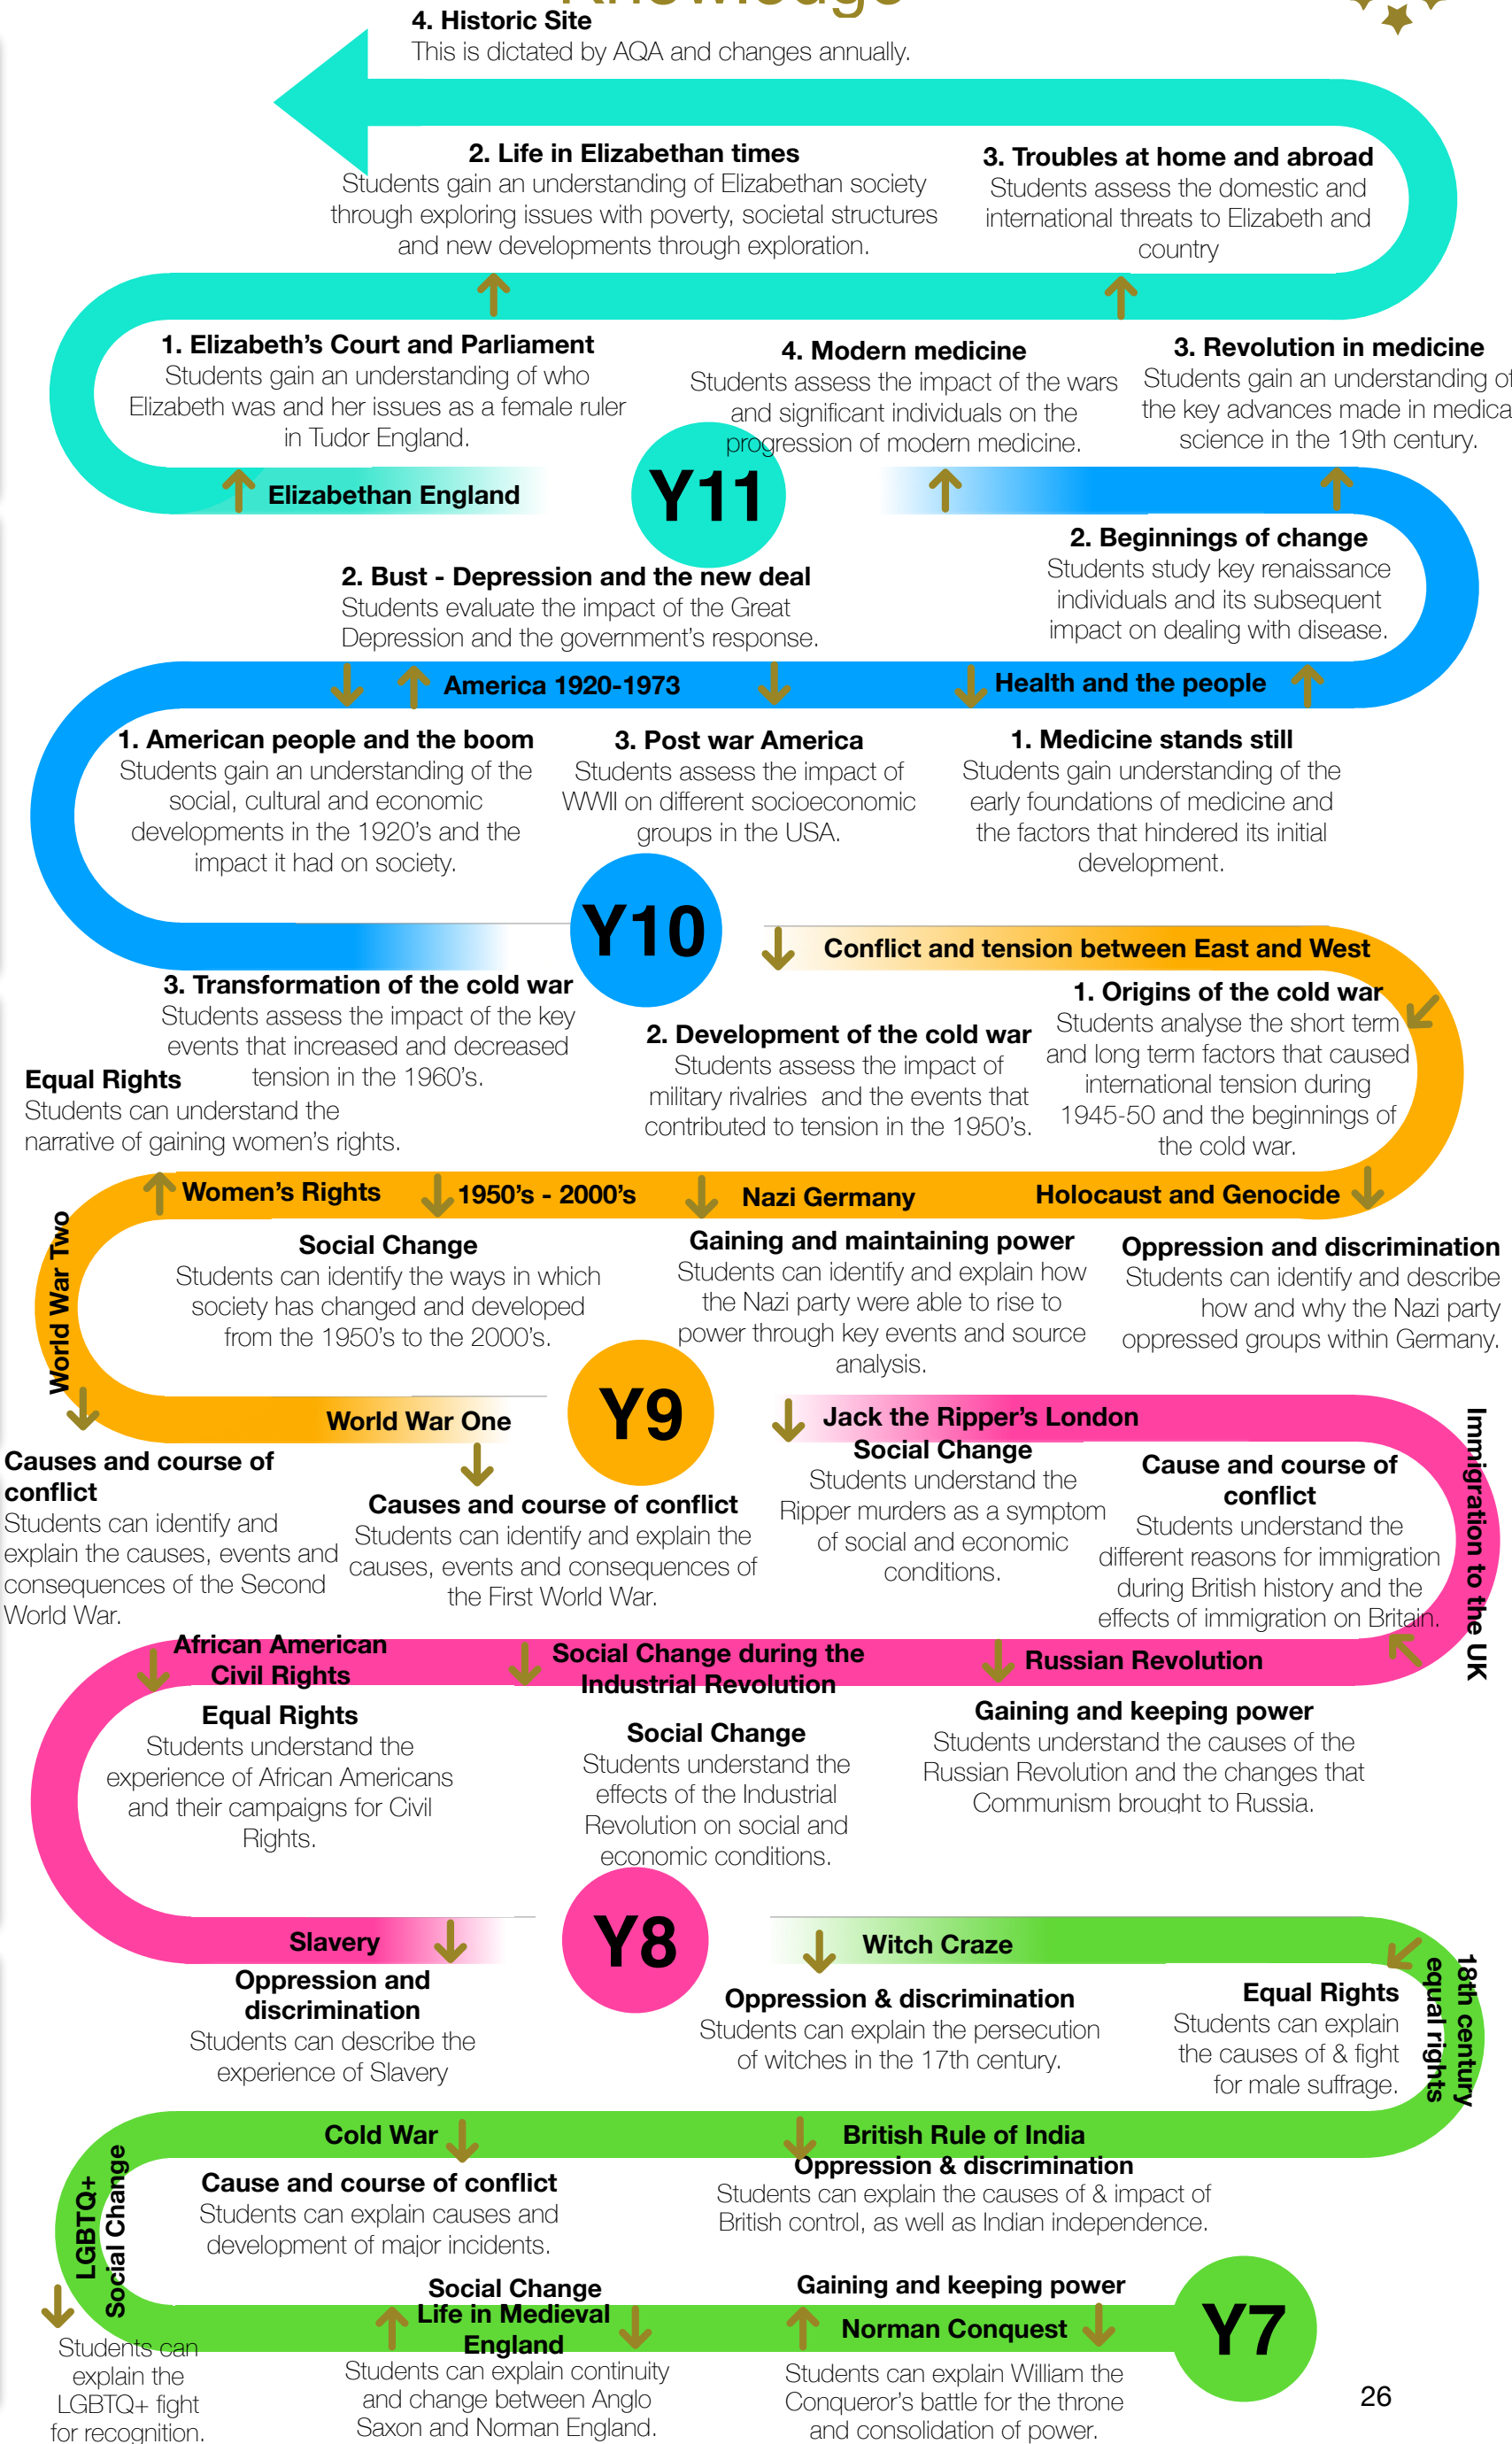 4. Historic Site
This is dictated by AQA and changes annually.
2. Life in Elizabethan times
Students gain an understanding of Elizabethan society
through exploring issues with poverty, societal structures
and new developments through exploration.
3. Troubles at home and abroad
Students assess the domestic and
international threats to Elizabeth and
country
1. Elizabeth's Court and Parliament
Students gain an understanding of who
Elizabeth was and her issues as a female ruler
in Tudor England.
4. Modern medicine
Students assess the impact of the wars
and significant individuals on the
progression of modern medicine.
3. Revolution in medicine
Students gain an understanding of
the key advances made in medica
science in the 19th century.
Elizabethan England
Y11
2. Bust - Depression and the new deal
Students evaluate the impact of the Great
Depression and the government's response.
2. Beginnings of change
Students study key renaissance
individuals and its subsequent
impact on dealing with disease.
America 1920-1973
Health and the people
1. American people and the boom
Students gain an understanding of the
social, cultural and economic
developments in the 1920's and the
impact it had on society.
3. Post war America
Students assess the impact of
WWII on different socioeconomic
groups in the USA.
1. Medicine stands still
Students gain understanding of the
early foundations of medicine and
the factors that hindered its initial
development.
Y10
Conflict and tension between East and West
3. Transformation of the cold war
Students assess the impact of the key
events that increased and decreased
tension in the 1960's.
2. Development of the cold war
Students assess the impact of
military rivalries and the events that
contributed to tension in the 1950's.
1. Origins of the cold war
Students analyse the short term
and long term factors that caused
international tension during
1945-50 and the beginnings of
the cold war.
Equal Rights
Students can understand the
narrative of gaining women's rights.
Women's Rights
1950's - 2000's
Nazi Germany
Holocaust and Genocide
World War Two
Social Change
Students can identify the ways in which
society has changed and developed
from the 1950's to the 2000's.
Gaining and maintaining power
Students can identify and explain how
the Nazi party were able to rise to
power through key events and source
analysis.
Oppression and discrimination
Students can identify and describe
how and why the Nazi party
oppressed groups within Germany.
World War One
Y9
Jack the Ripper's London
Immigration to the UK
Causes and course of
conflict
Students can identify and
explain the causes, events and
consequences of the Second
World War.
Causes and course of conflict
Students can identify and explain the
causes, events and consequences of
the First World War.
Social Change
Students understand the
Ripper murders as a symptom
of social and economic
conditions.
Cause and course of
conflict
Students understand the
different reasons for immigration
during British history and the
effects of immigration on Britain.
African American
Civil Rights
Social Change during the
Industrial Revolution
Russian Revolution
Equal Rights
Students understand the
experience of African Americans
and their campaigns for Civil
Rights.
Social Change
Students understand the
effects of the Industrial
Revolution on social and
economic conditions.
Gaining and keeping power
Students understand the causes of the
Russian Revolution and the changes that
Communism brought to Russia.
Slavery
Y8
Witch Craze
18th century
equal rights
Oppression and
discrimination
Students can describe the
experience of Slavery
Oppression & discrimination
Students can explain the persecution
of witches in the 17th century.
Equal Rights
Students can explain
the causes of & fight
for male suffrage.
Cold War
British Rule of India
LGBTQ+
Social Change
Cause and course of conflict
Students can explain causes and
development of major incidents.
Oppression & discrimination
Students can explain the causes of & impact of
British control, as well as Indian independence.
Social Change
Life in Medieval
England
Gaining and keeping power
Norman Conquest
Y7
Students can
explain the
LGBTQ+ fight
for recognition.
Students can explain continuity
and change between Anglo
Saxon and Norman England.
Students can explain William the
Conqueror's battle for the throne
and consolidation of power.
26